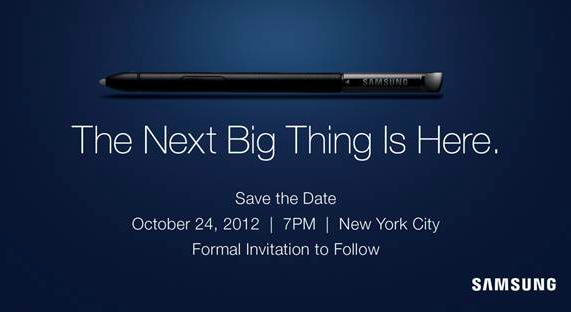 SAMSUNG
The Next Big Thing Is Here.
Save the Date
October 24, 2012 | 7PM | New York City
Formal Invitation to Follow
SAMSUNG